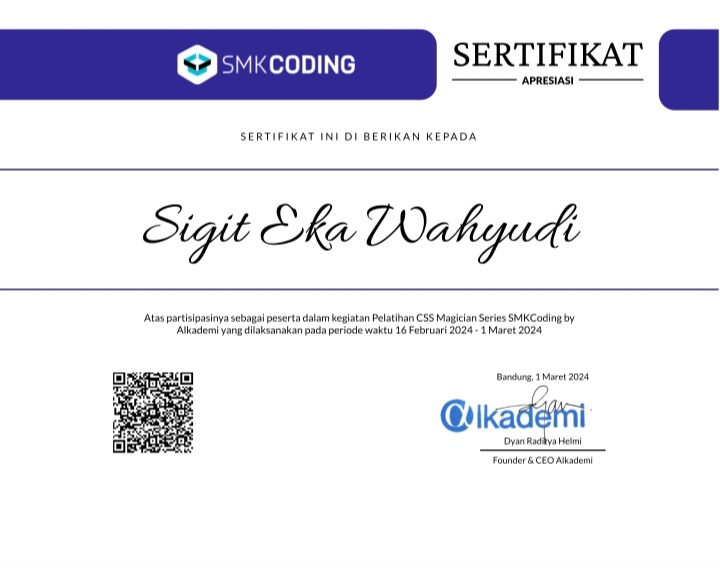 SMKCODING
SERTIFIKAT
APRESIASI
SERTIFIKAT INI DI BERIKAN KEPADA
Sigit Eka Wahyudi
Atas partisipasinya sebagai peserta dalam kegiatan Pelatihan CSS Magician Series SMKCoding by
Alkademi yang dilaksanakan pada periode waktu 16 Februari 2024 - 1 Maret 2024
Bandung, 1 Maret 2024
Alkademi
Dyan Raditya Helmi
Founder & CEO Alkademi